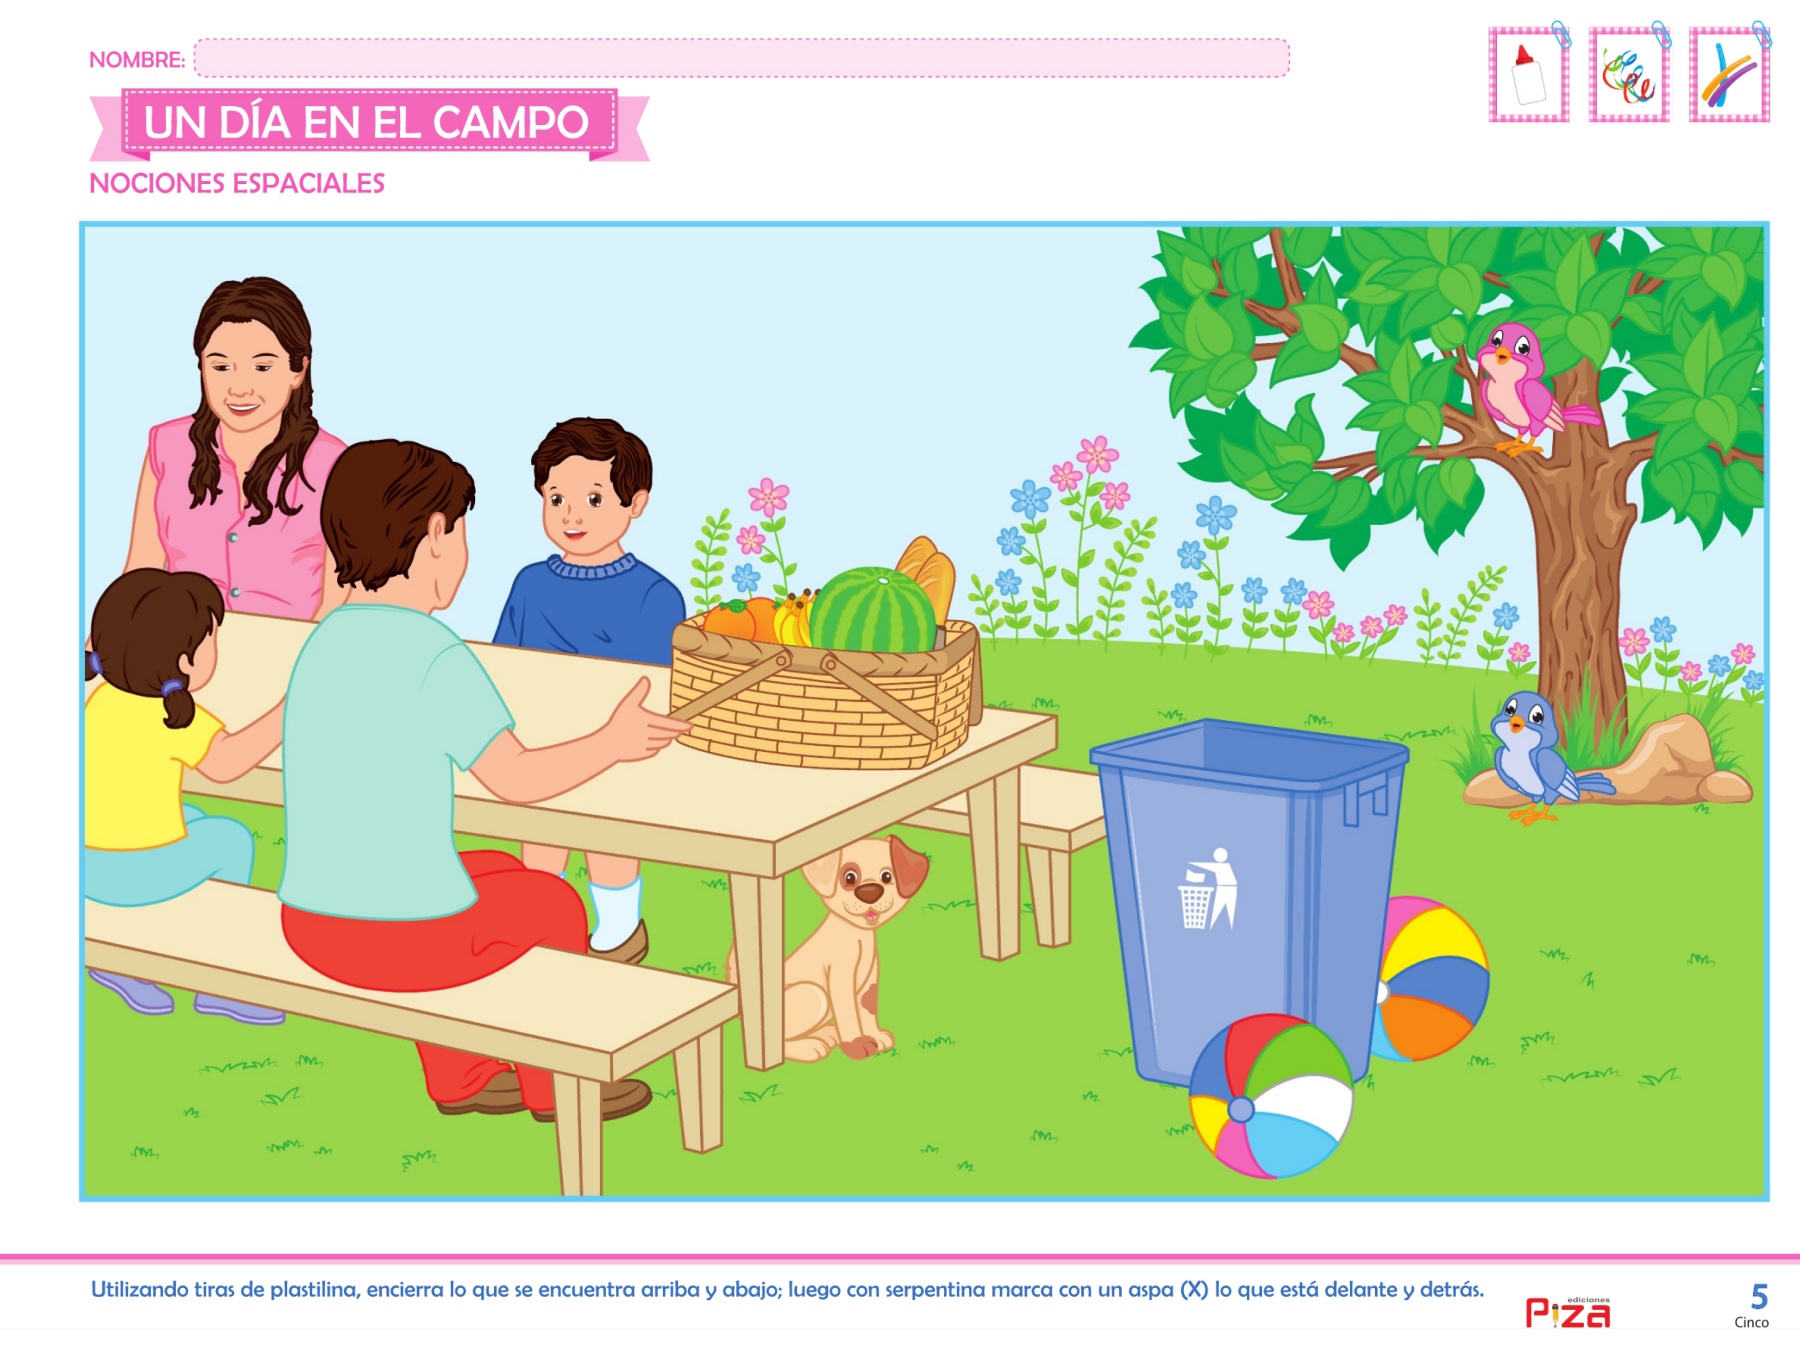 NOMBRE:
UN DÍA EN EL CAMPO
NOCIONES ESPACIALES
Utilizando tiras de plastilina, encierra lo que se encuentra arriba y abajo; luego con serpentina marca con un aspa (X) lo que está delante y detrás.
ediciones
Piza
5
Cinco